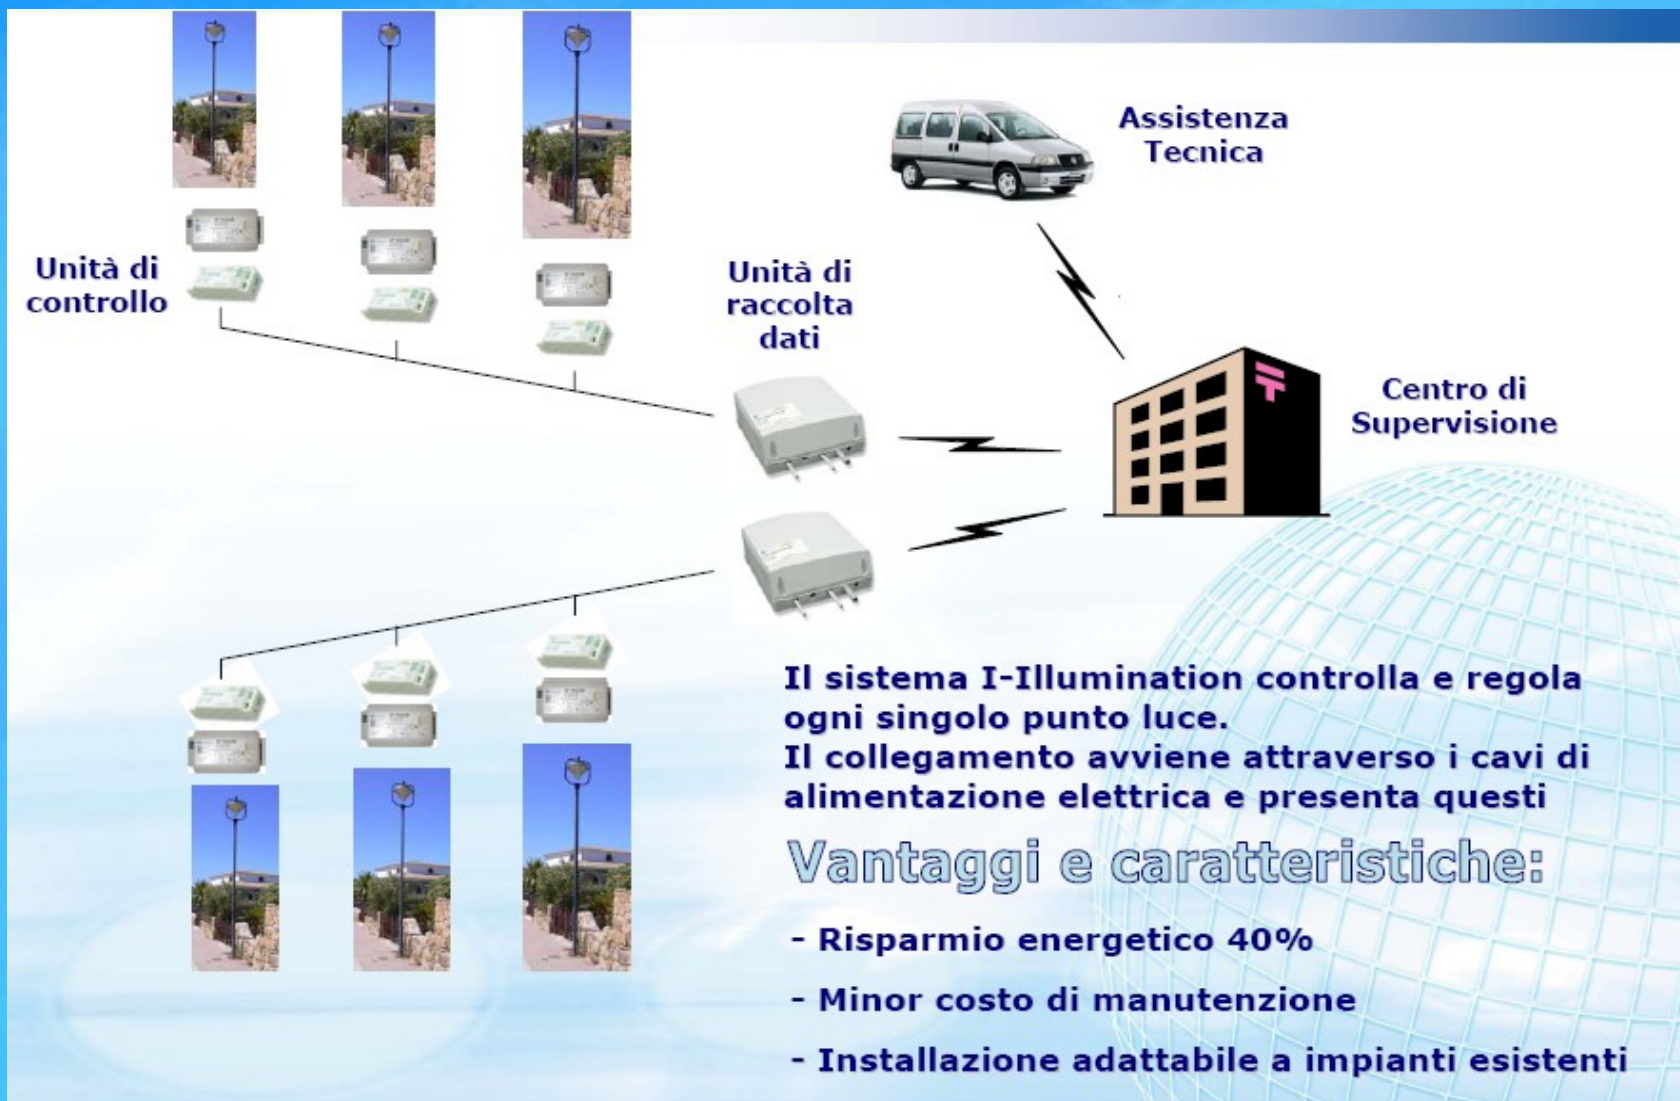 Assistenza
Tecnica
Unità di
controllo
Unità di
raccolta
dati
Centro di
Supervisione
Il sistema I-Illumination controlla e regola
ogni singolo punto luce.
Il collegamento avviene attraverso i cavi di
alimentazione elettrica e presenta questi
Vantaggi e caratteristiche:
- Risparmio energetico 40%
- Minor costo di manutenzione
- Installazione adattabile a impianti esistenti